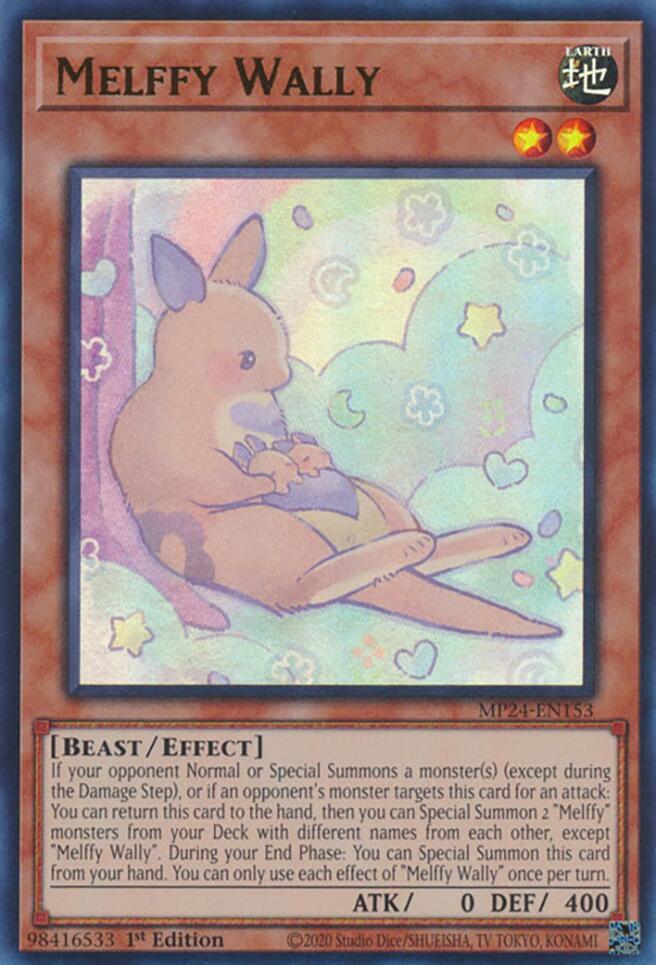 MELFFY WALLY
EARTH
地
MP24-EN153
[BEAST/EFFECT]
If your opponent Normal or Special Summons a monster(s) (except during
the Damage Step), or if an opponent's monster targets this card for an attack:
You can return this card to the hand, then you can Special Summon 2 "Melffy"
monsters from your Deck with different names from each other, except
"Melffy Wally". During your End Phase: You can Special Summon this card
from your hand. You can only use each effect of "Melffy Wally" once per turn.
ATK/ 0 DEF/ 400
98416533 1st Edition ©2020 Studio Dice/SHUEISHA, TV TOKYO, KONAMI